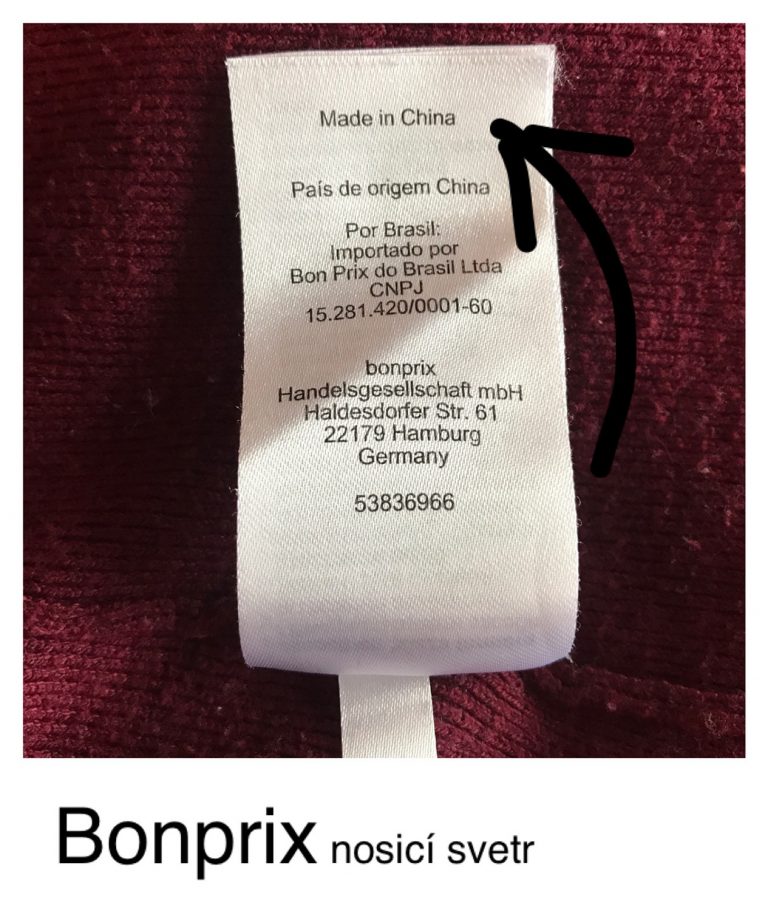 Made in China
País de origem China
Por Brasil:
Importado por
Bon Prix do Brasil Ltda
CNPJ
15.281.420/0001-60
bonprix
Handelsgesellschaft mbH
Haldesdorfer Str. 61
22179 Hamburg
Germany
53836966
Bonprix nosicí svetr